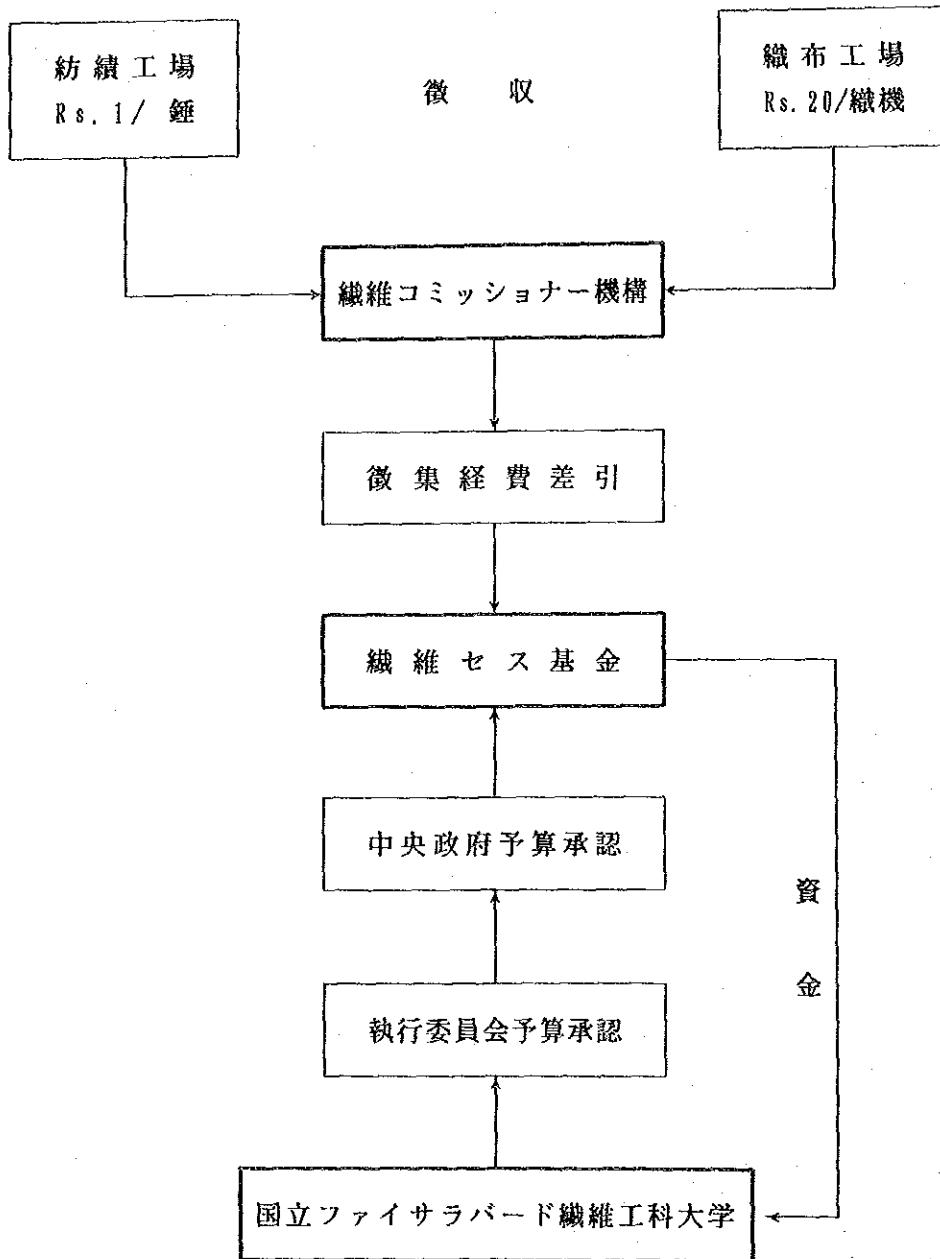 紡績工場
Rs.1/ 錘
徴 収
織布工場
Rs.20/織機
繊維コミッショナー機構
徴集経費差引
繊維セス基金
中央政府予算承認
資
金
執行委員会予算承認
国立ファイサラバード繊維工科大学